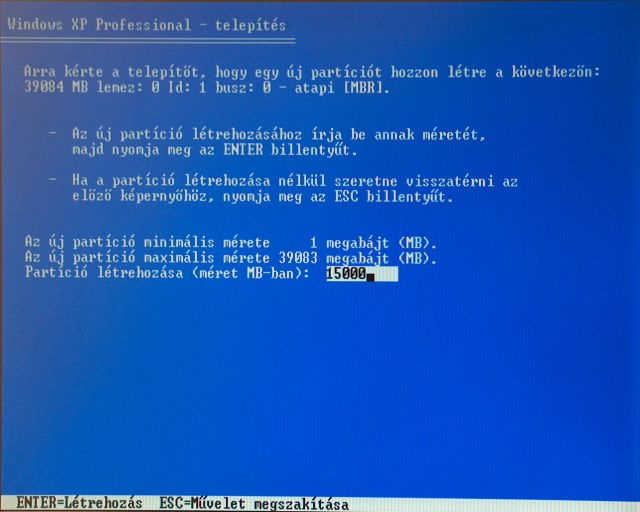 Windows XP Professional - telepítés
Arra kérte a telepítőt, hogy egy új partíciót hozzon létre a következőn:
39084 MB lemez: 0 Id: 1 busz: 0 - atapi [MBR].
- Az új partíció létrehozásához írja be annak méretét,
majd nyomja meg az ENTER billentyűt.
- Ha a partíció létrehozása nélkül szeretne visszatérni az
előző képernyőhöz, nyomja meg az ESC billentyűt.
Az új partíció minimális mérete 1 megabájt (MB).
Az új partíció maximális mérete 39083 megabájt (MB).
Partíció létrehozása (méret MB-ban): 15000
ENTER=Létrehozás ESC=Művelet megszakítása